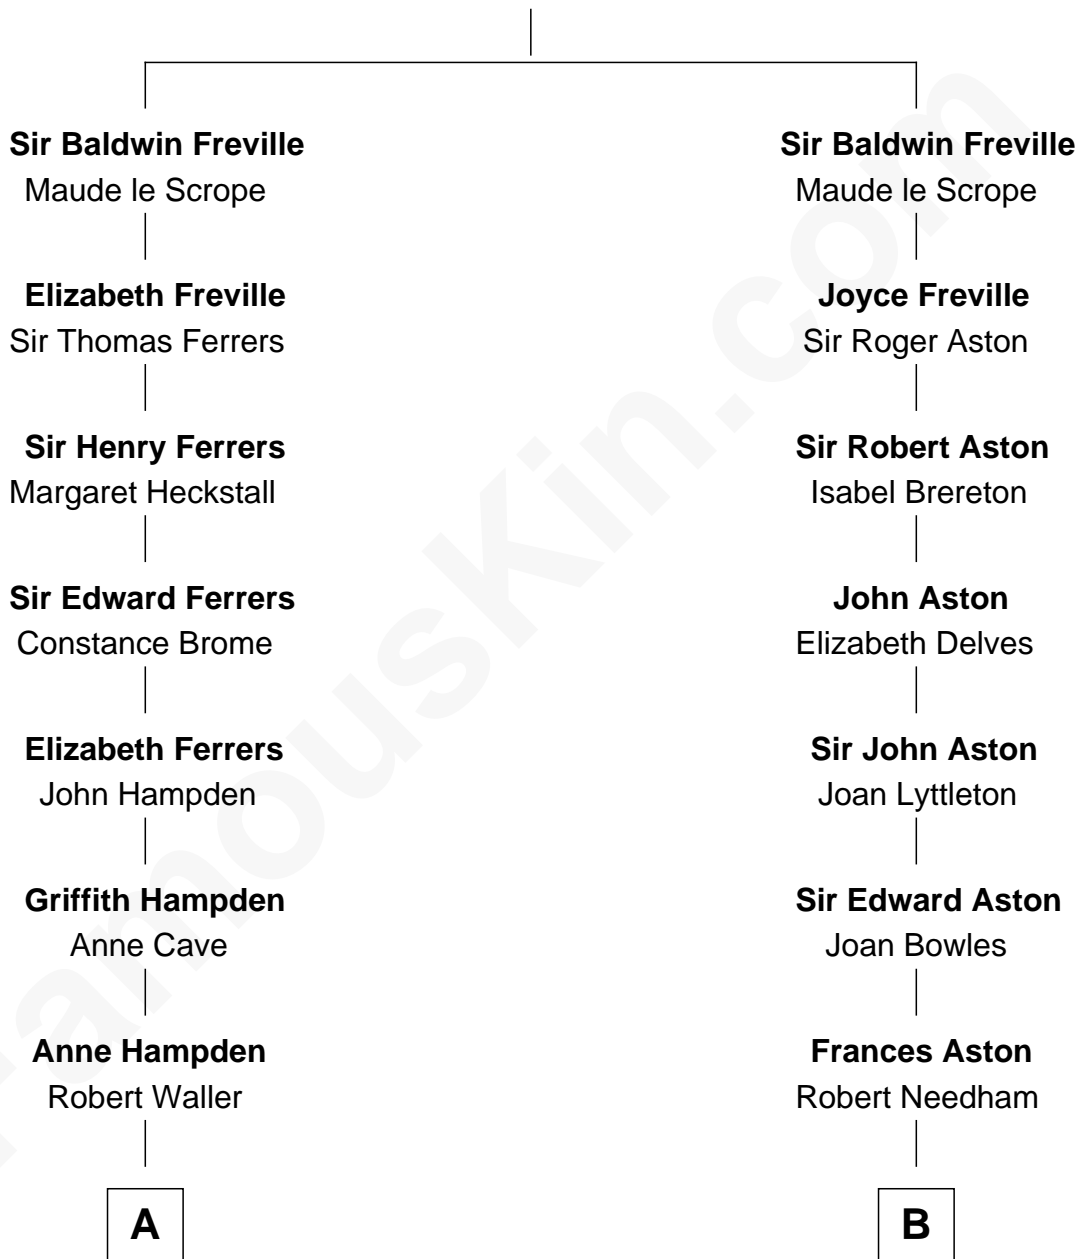 Sir Baldwin Freville
Maude le Scrope
Elizabeth Freville
Sir Thomas Ferrers
Sir Henry Ferrers
Margaret Heckstall
Sir Edward Ferrers
Constance Brome
Elizabeth Ferrers
John Hampden
Griffith Hampden
Anne Cave
Anne Hampden
Robert Waller
A
Sir Baldwin Freville
Maude le Scrope
Joyce Freville
Sir Roger Aston
Sir Robert Aston
Isabel Brereton
John Aston
Elizabeth Delves
Sir John Aston
Joan Lyttleton
Sir Edward Aston
Joan Bowles
Frances Aston
Robert Needham
B
FamousKin.com